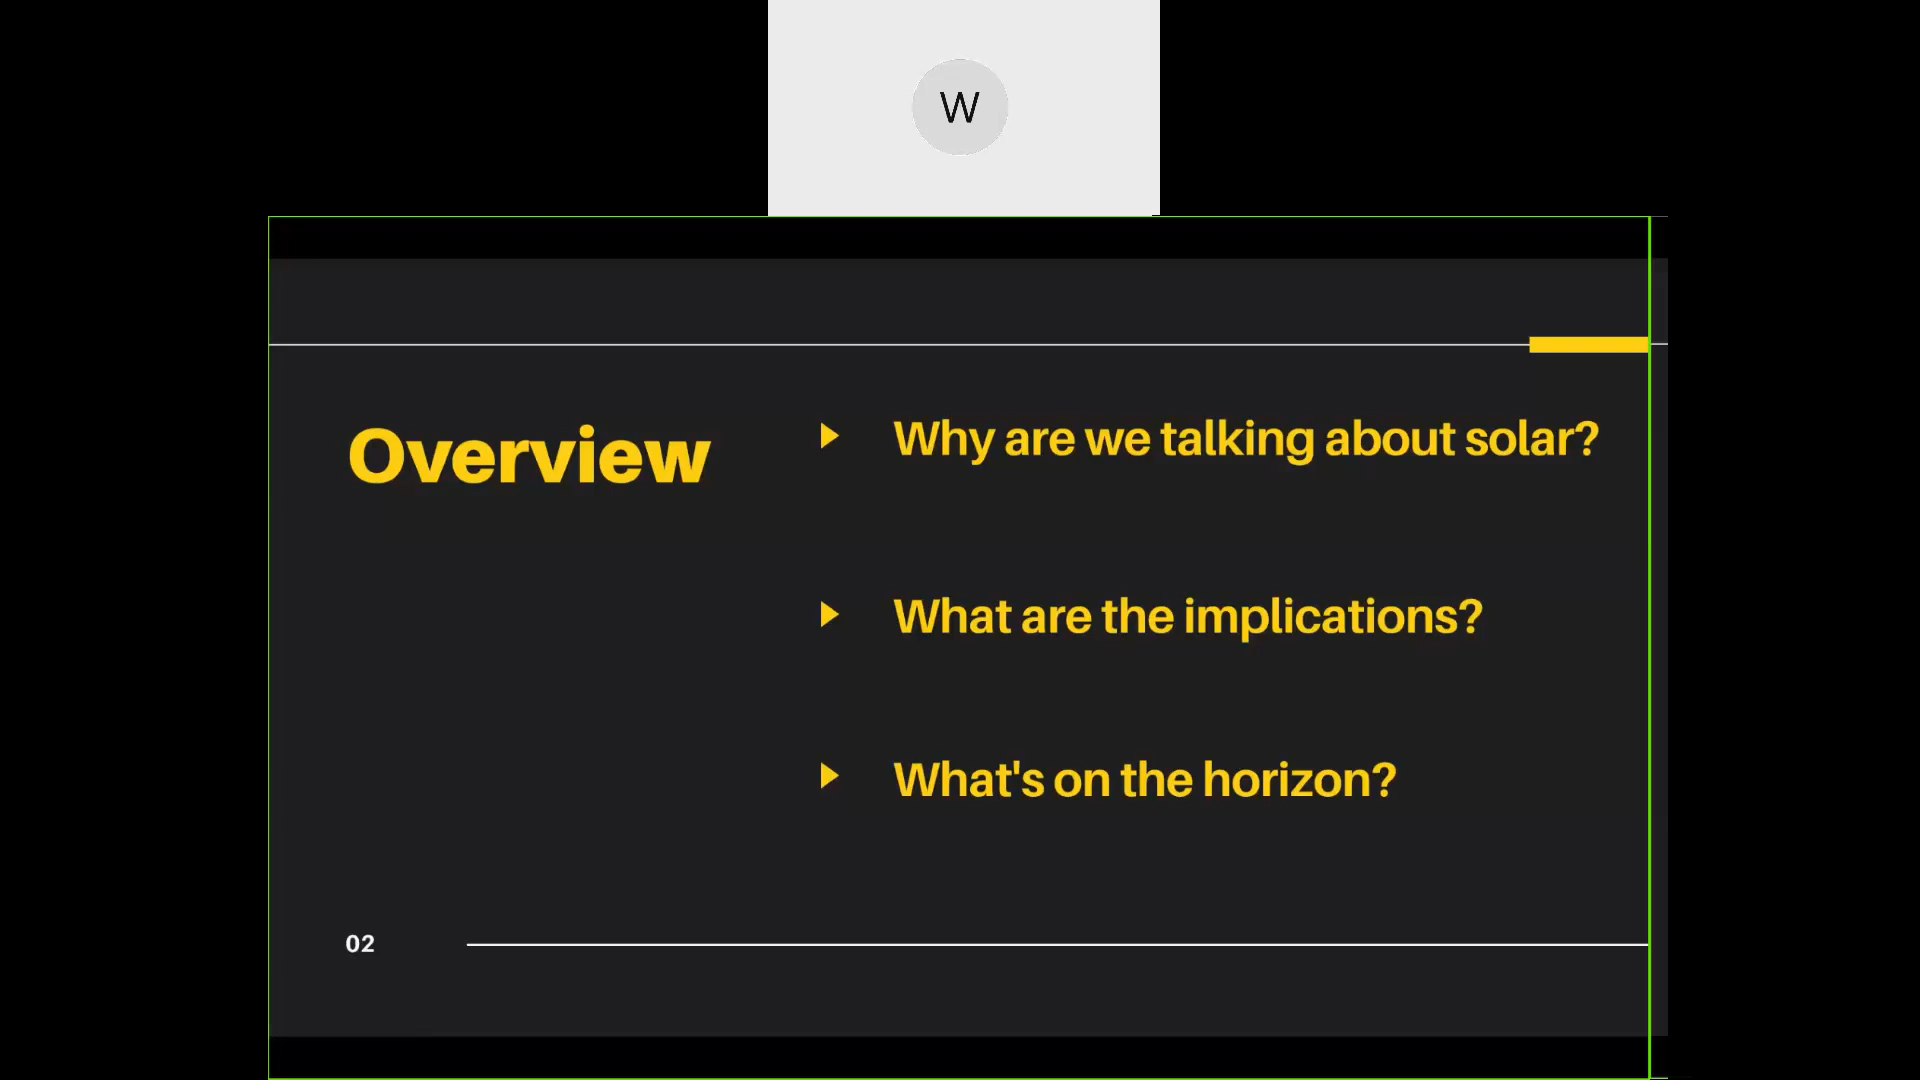 W
Overview
Why are we talking about solar?
What are the implications?
What's on the horizon?
02